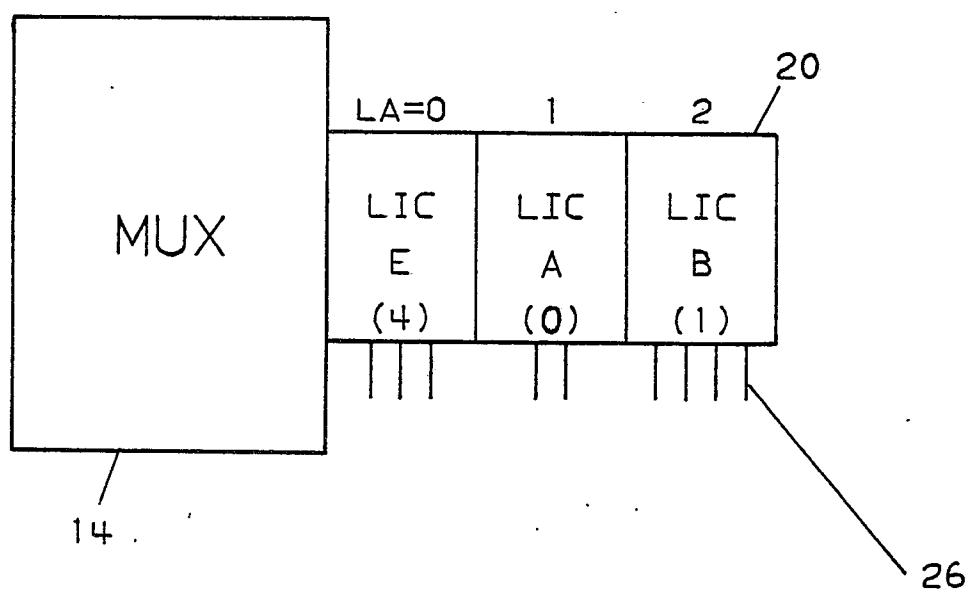 20
LA=0 1 2
MUX
LIC LIC LIC
E A B
(4) (0) (1)
14
26